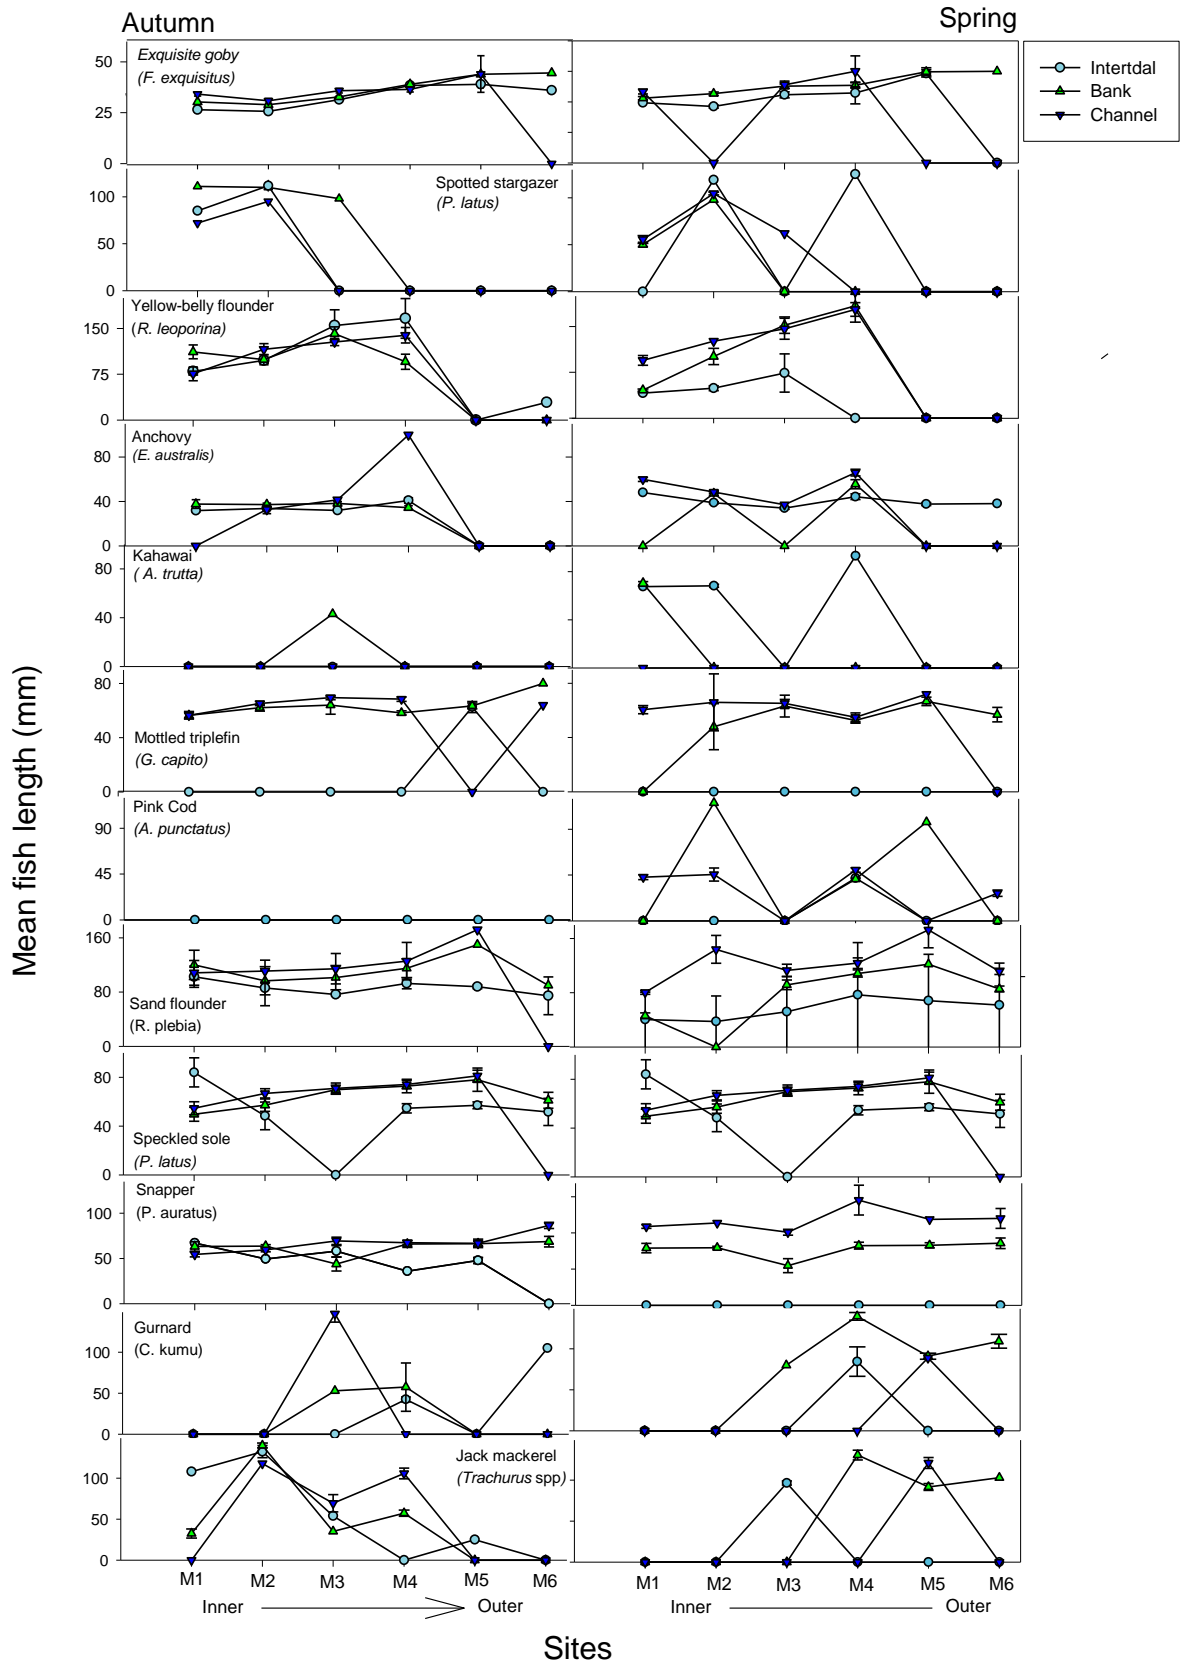 Autumn
Spring
Exquisite goby
(F. exquisitus)
50
25
0
Intertdal
Bank
Channel
Spotted stargazer
(P. latus)
100
50
0
Yellow-belly flounder
(R. leoporina)
150
75
0
Anchovy
(E. australis)
80
40
0
Kahawai
( A. trutta)
80
40
0
Mottled triplefin
(G. capito)
80
40
0
Pink Cod
(A. punctatus)
90
45
0
Sand flounder
(R. plebia)
160
80
0
Speckled sole
(P. latus)
80
40
0
Snapper
(P. auratus)
100
50
0
Gurnard
(C. kumu)
100
50
0
Jack mackerel
(Trachurus spp)
100
50
0
Mean fish length (mm)
M1 M2 M3 M4 M5 M6
M1 M2 M3 M4 M5 M6
Inner Outer
Inner Outer
Sites